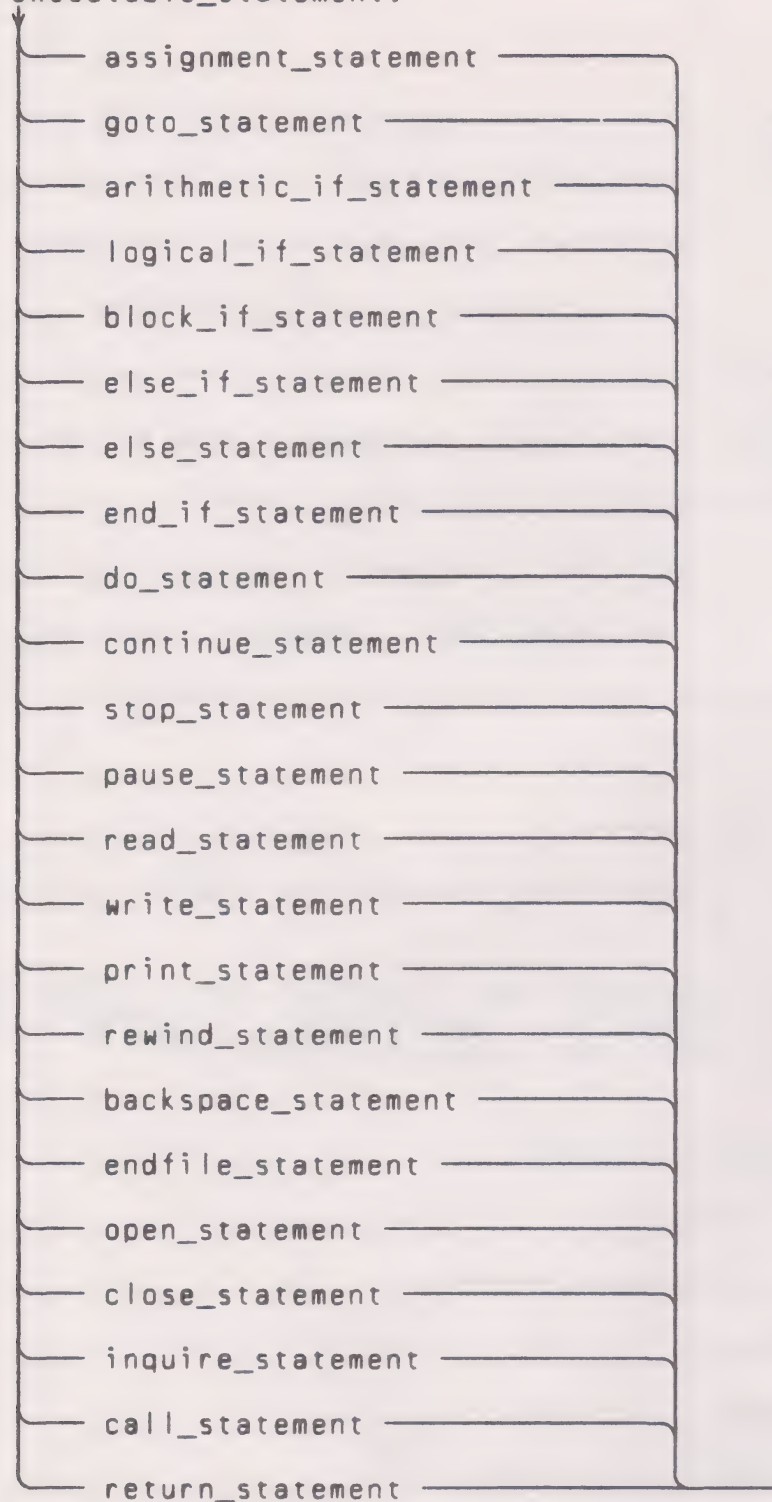 assignment_statement
goto_statement
arithmetic_if_statement
logical_if_statement
block_if_statement
else_if_statement
else_statement
end_if_statement
do_statement
continue_statement
stop_statement
pause_statement
read_statement
write_statement
print_statement
rewind_statement
backspace_statement
endfile_statement
open_statement
close_statement
inquire_statement
call_statement
return_statement